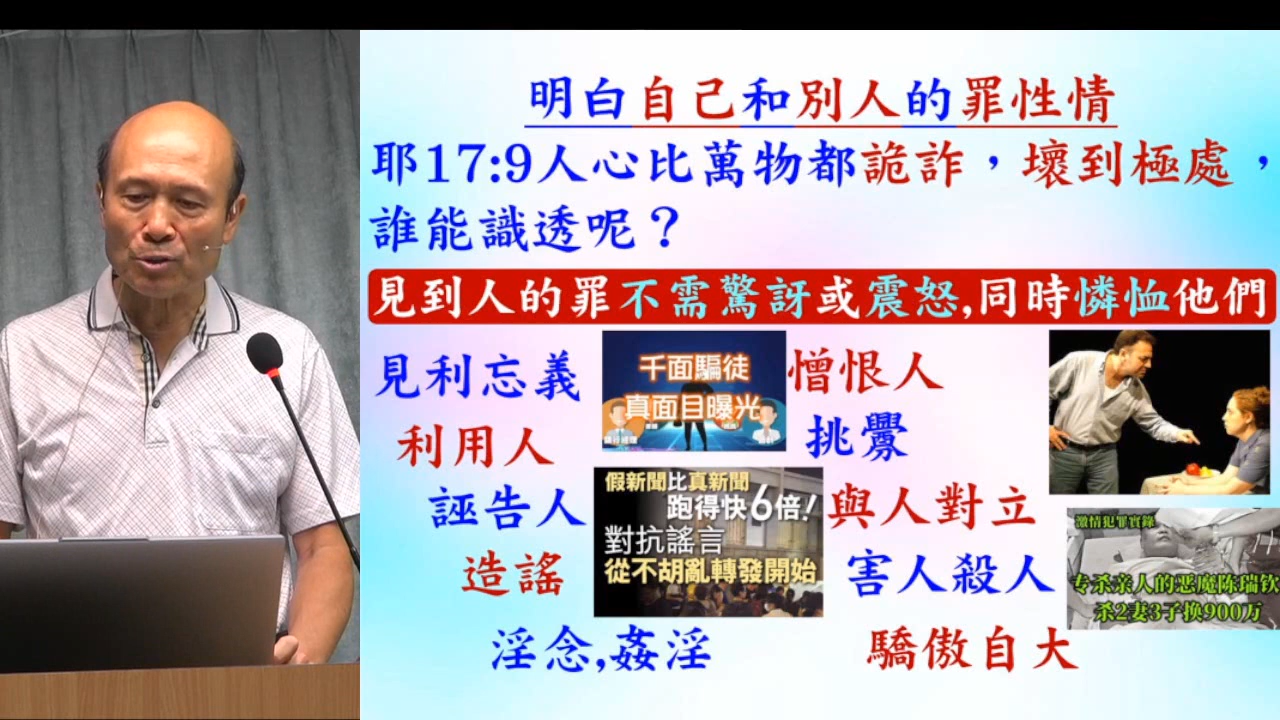 明白自己和別人的罪性情
耶17:9人心比萬物都詭詐，壞到極處，
誰能識透呢？
見到人的罪不需驚訝或震怒,同時憐恤他們
見利忘義
利用人
誣告人
造謠
淫念,姦淫
千面騙徒
真面目曝光
假新聞比真新聞
跑得快6倍!
對抗謠言
從不胡亂轉發開始
憎恨人
挑釁
與人對立
害人殺人
驕傲自大
激情犯罪實錄
专杀亲人的恶魔陈瑞钦
杀2妻3子换900万